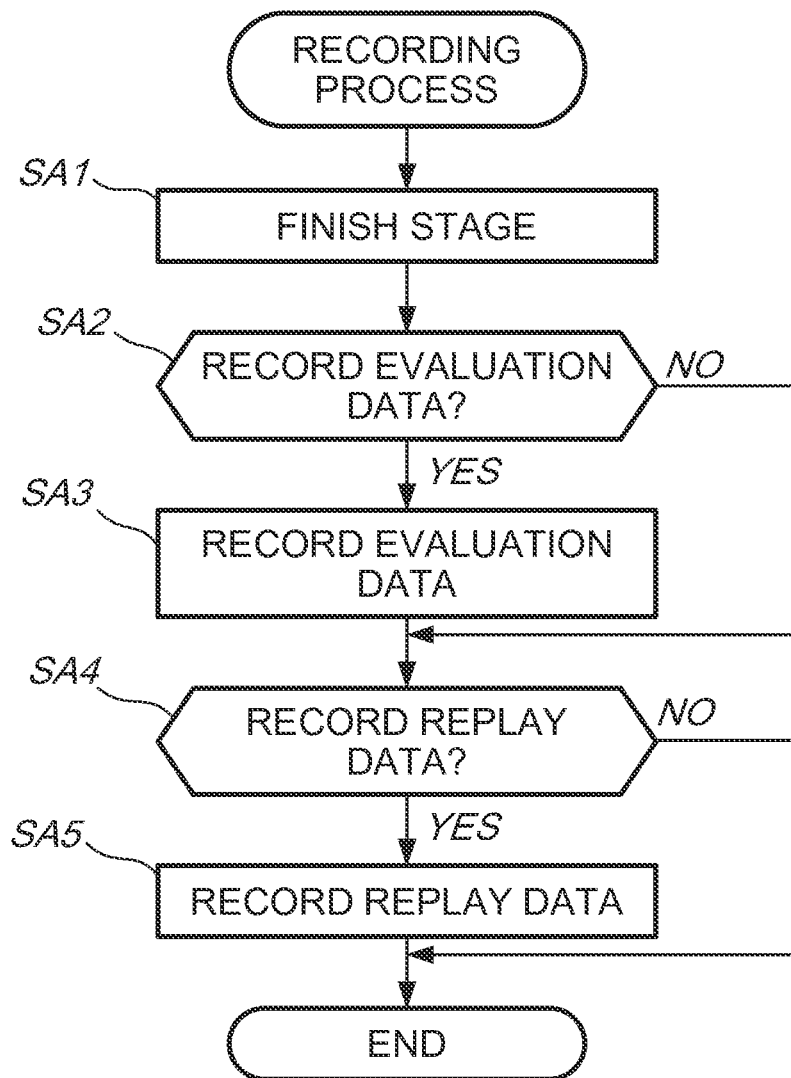 RECORDING
PROCESS
SA1
FINISH STAGE
SA2
RECORD EVALUATION
DATA?
NO
YES
SA3
RECORD EVALUATION
DATA
SA4
RECORD REPLAY
DATA?
NO
YES
SA5
RECORD REPLAY DATA
END